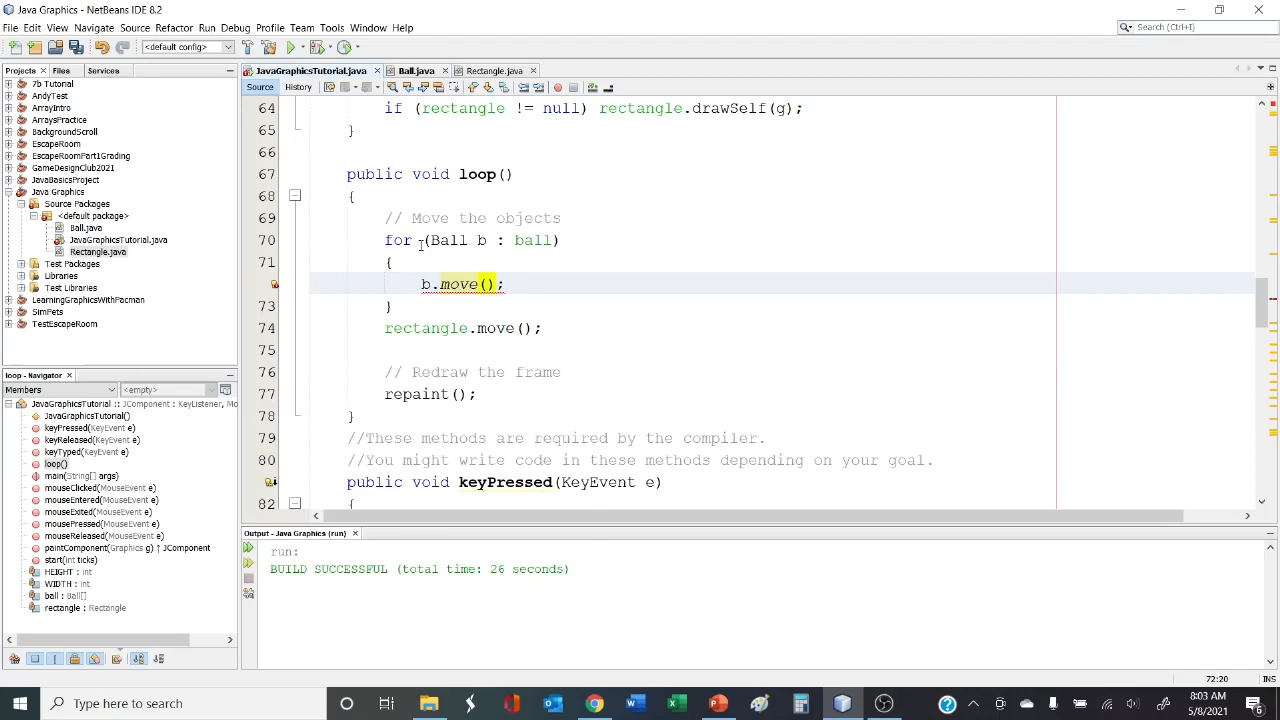 Java Graphics - NetBeans IDE 8.2
File Edit View Navigate Source Refactor Run Debug Profile Team Tools Window Help
Search (Ctrl+I)
<default config>
Projects Files Services
JavaGraphicsTutorial.java Ball.java Rectangle.java
Source History
7b Tutorial
AndyTest
ArrayIntro
ArraysPractice
BackgroundScroll
EscapeRoom
EscapeRoomPart1Grading
GameDesignClub2021
JavaBasicsProject
Java Graphics
Source Packages
<default package>
Ball.java
JavaGraphicsTutorial.java
Rectangle.java
Test Packages
Libraries
Test Libraries
LearningGraphicsWithPacman
SimPets
TestEscapeRoom
64 if (rectangle != null) rectangle.drawSelf(g);
65 }
66
67 public void loop()
68 {
69 // Move the objects
70 for (Ball b : ball)
71 {
b.move();
73 }
74 rectangle.move();
75
76 // Redraw the frame
77 repaint();
78 }
79 //These methods are required by the compiler.
80 //You might write code in these methods depending on your goal.
public void keyPressed(KeyEvent e)
82 {
loop - Navigator
Members <empty>
JavaGraphicsTutorial :: JComponent : KeyListener, Mo
JavaGraphicsTutorial()
keyPressed(KeyEvent e)
keyReleased(KeyEvent e)
keyTyped(KeyEvent e)
loop()
main(String[] args)
mouseClicked(MouseEvent e)
mouseEntered(MouseEvent e)
mouseExited(MouseEvent e)
mousePressed(MouseEvent e)
mouseReleased(MouseEvent e)
paintComponent(Graphics g) ↑ JComponent
start(int ticks)
HEIGHT : int
WIDTH : int
ball : Ball[]
rectangle : Rectangle
Output - Java Graphics (run)
run:
BUILD SUCCESSFUL (total time: 26 seconds)
72:20 INS
Type here to search
8:03 AM
5/8/2021
6